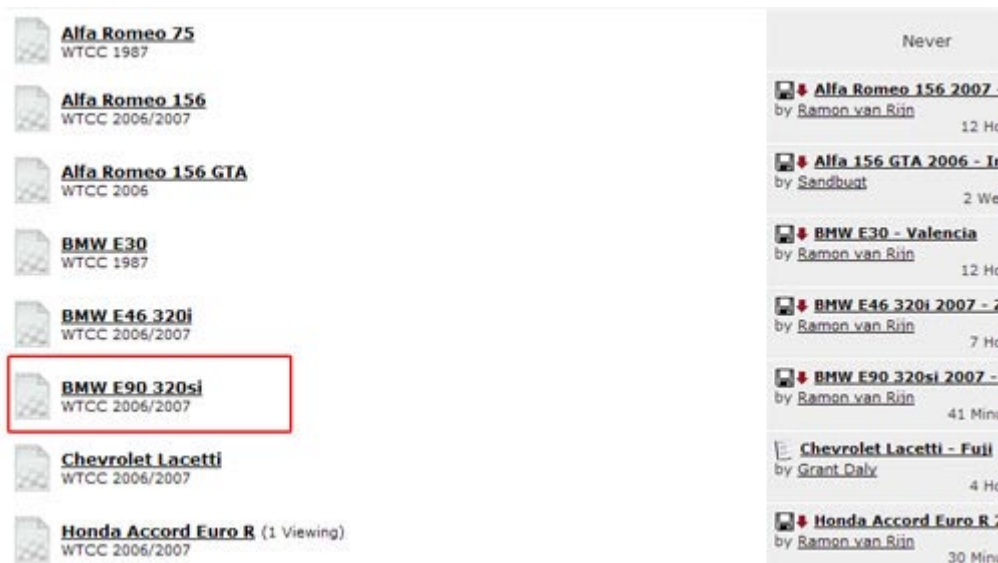 Alfa Romeo 75
WTCC 1987
Never
Alfa Romeo 156
WTCC 2006/2007
Alfa Romeo 156 2007 -
by Ramon van Rijn
12
Alfa Romeo 156 GTA
WTCC 2006
Alfa 156 GTA 2006 -
by Sandbugt
2
BMW E30
WTCC 1987
BMW E30 - Valencia
by Ramon van Rijn
12
BMW E46 320i
WTCC 2006/2007
BMW E46 320i 2007 -
by Ramon van Rijn
7
BMW E90 320si
WTCC 2006/2007
BMW E90 320si 2007 -
by Ramon van Rijn
41
Chevrolet Lacetti
WTCC 2006/2007
Chevrolet Lacetti - Fuji
by Grant Daly
4
Honda Accord Euro R (1 Viewing)
WTCC 2006/2007
Honda Accord Euro R
by Ramon van Rijn
30